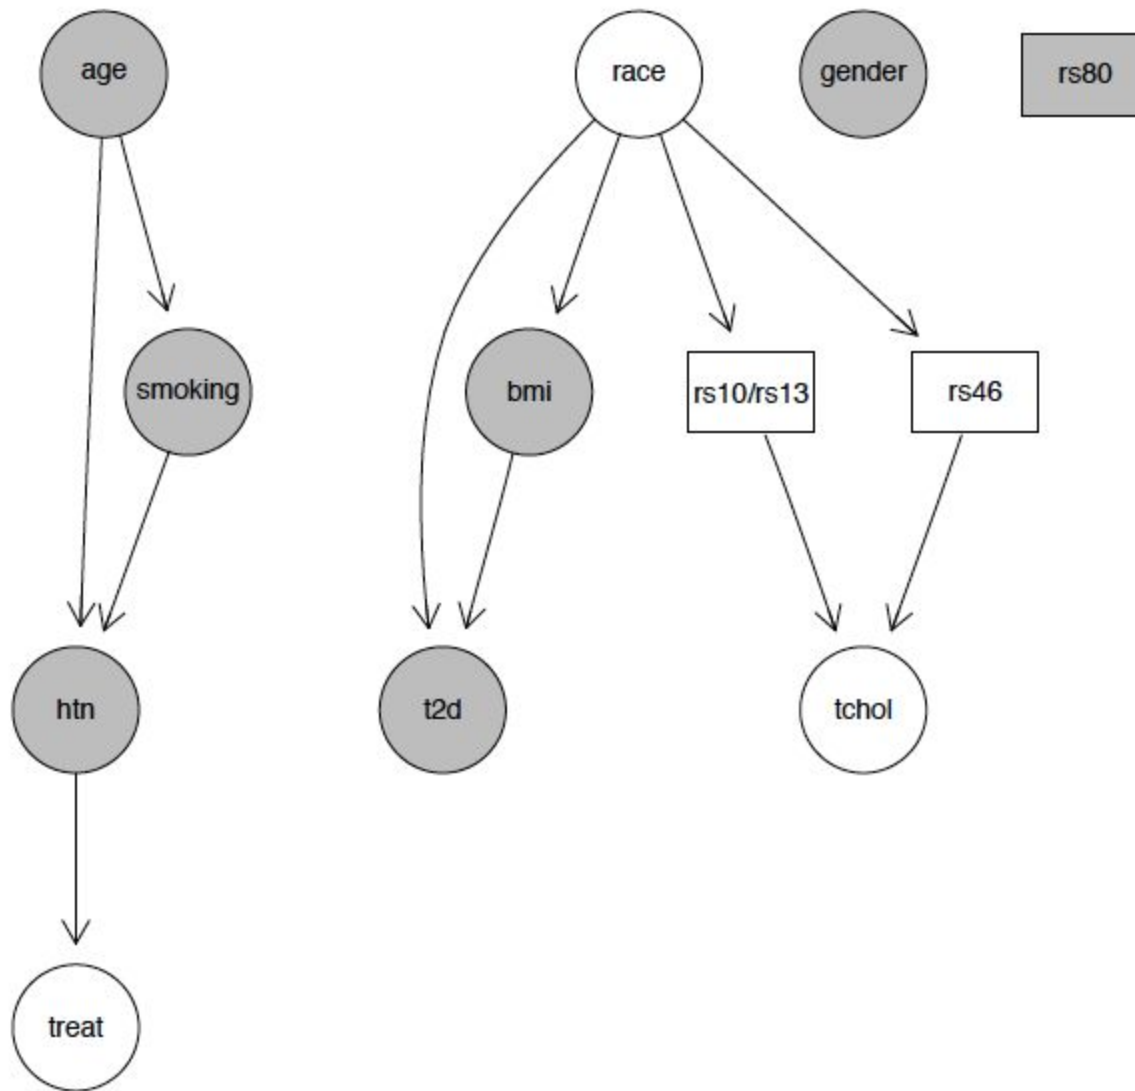 age
race
gender
rs80
smoking
bmi
rs10/rs13
rs46
htn
t2d
tchol
treat